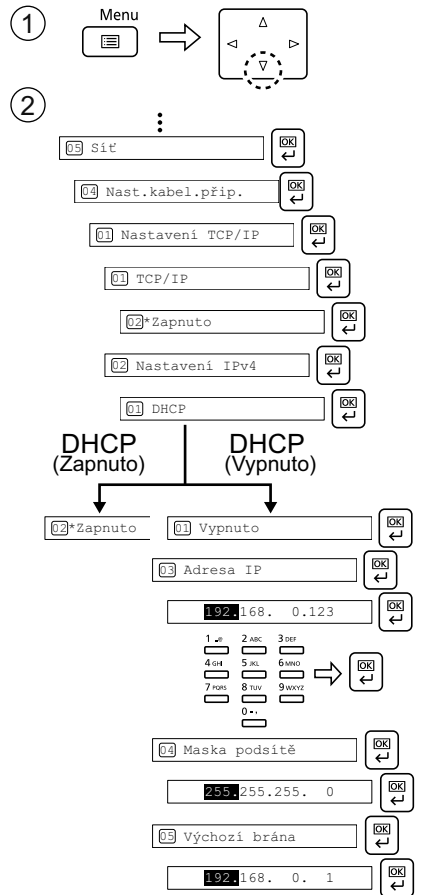 1
Menu
2
05 Síť OK
04 Nast.kabel.přip. OK
01 Nastavení TCP/IP OK
01 TCP/IP OK
02*Zapnuto OK
02 Nastavení IPv4 OK
01 DHCP OK
DHCP DHCP
(Zapnuto) (Vypnuto)
02*Zapnuto 01 Vypnuto OK
03 Adresa IP OK
192.168. 0.123 OK
1 .@ 2 ABC 3 DEF
4 GHI 5 JKL 6 MNO OK
7 PQRS 8 TUV 9 WXYZ
0 - ,
04 Maska podsítě OK
255.255.255. 0 OK
05 Výchozí brána OK
192.168. 0. 1 OK